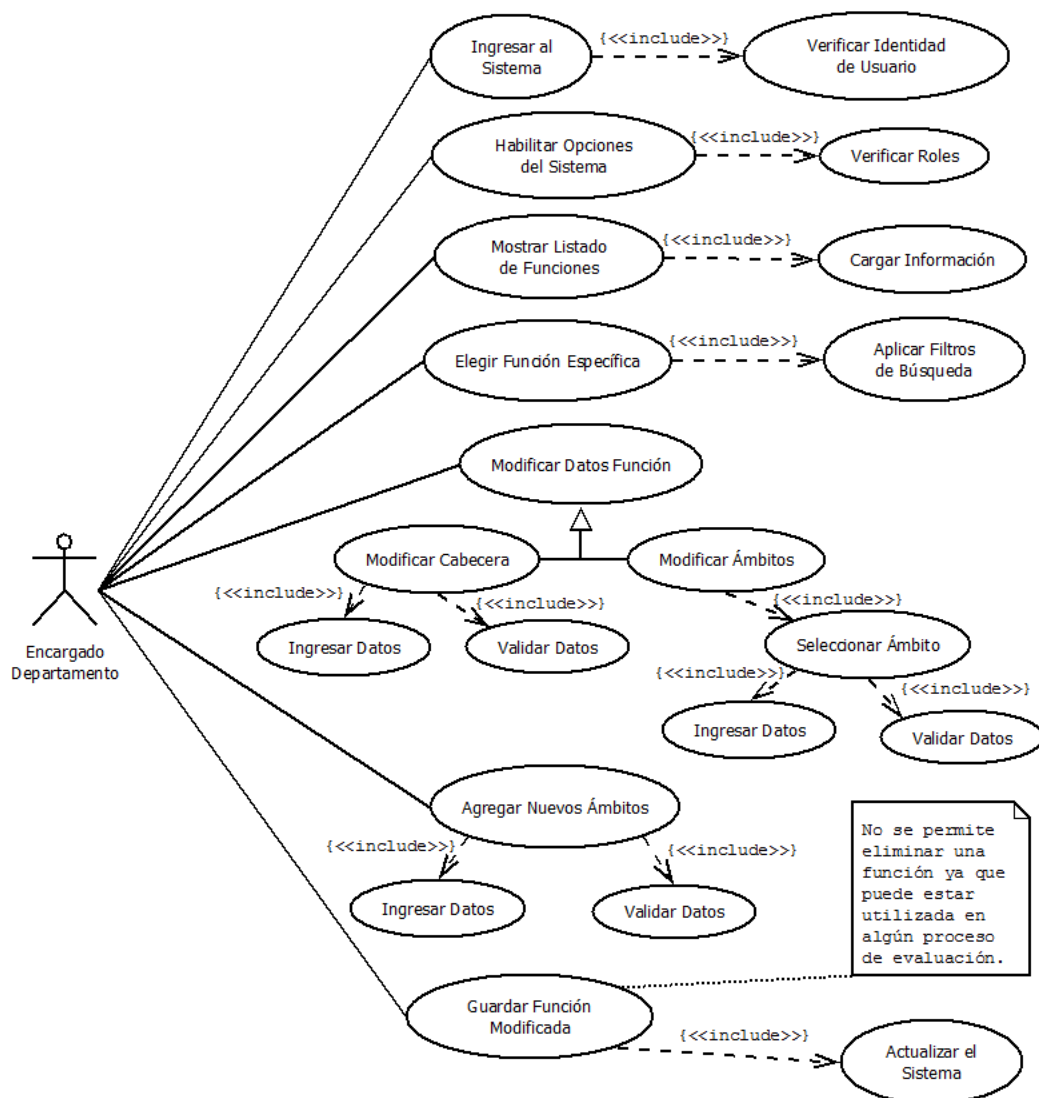 Ingresar al
Sistema
{<<include>>}
Verificar Identidad
de Usuario
Habilitar Opciones
del Sistema
{<<include>>}
Verificar Roles
Mostrar Listado
de Funciones
{<<include>>}
Cargar Información
Elegir Función Específica
{<<include>>}
Aplicar Filtros
de Búsqueda
Modificar Datos Función
Modificar Cabecera
Modificar Ámbitos
{<<include>>}
{<<include>>}
{<<include>>}
Ingresar Datos
Validar Datos
Seleccionar Ámbito
Encargado
Departamento
{<<include>>}
{<<include>>}
Ingresar Datos
Validar Datos
Agregar Nuevos Ámbitos
{<<include>>}
{<<include>>}
Ingresar Datos
Validar Datos
No se permite
eliminar una
función ya que
puede estar
utilizada en
algún proceso
de evaluación.
Guardar Función
Modificada
{<<include>>}
Actualizar el
Sistema